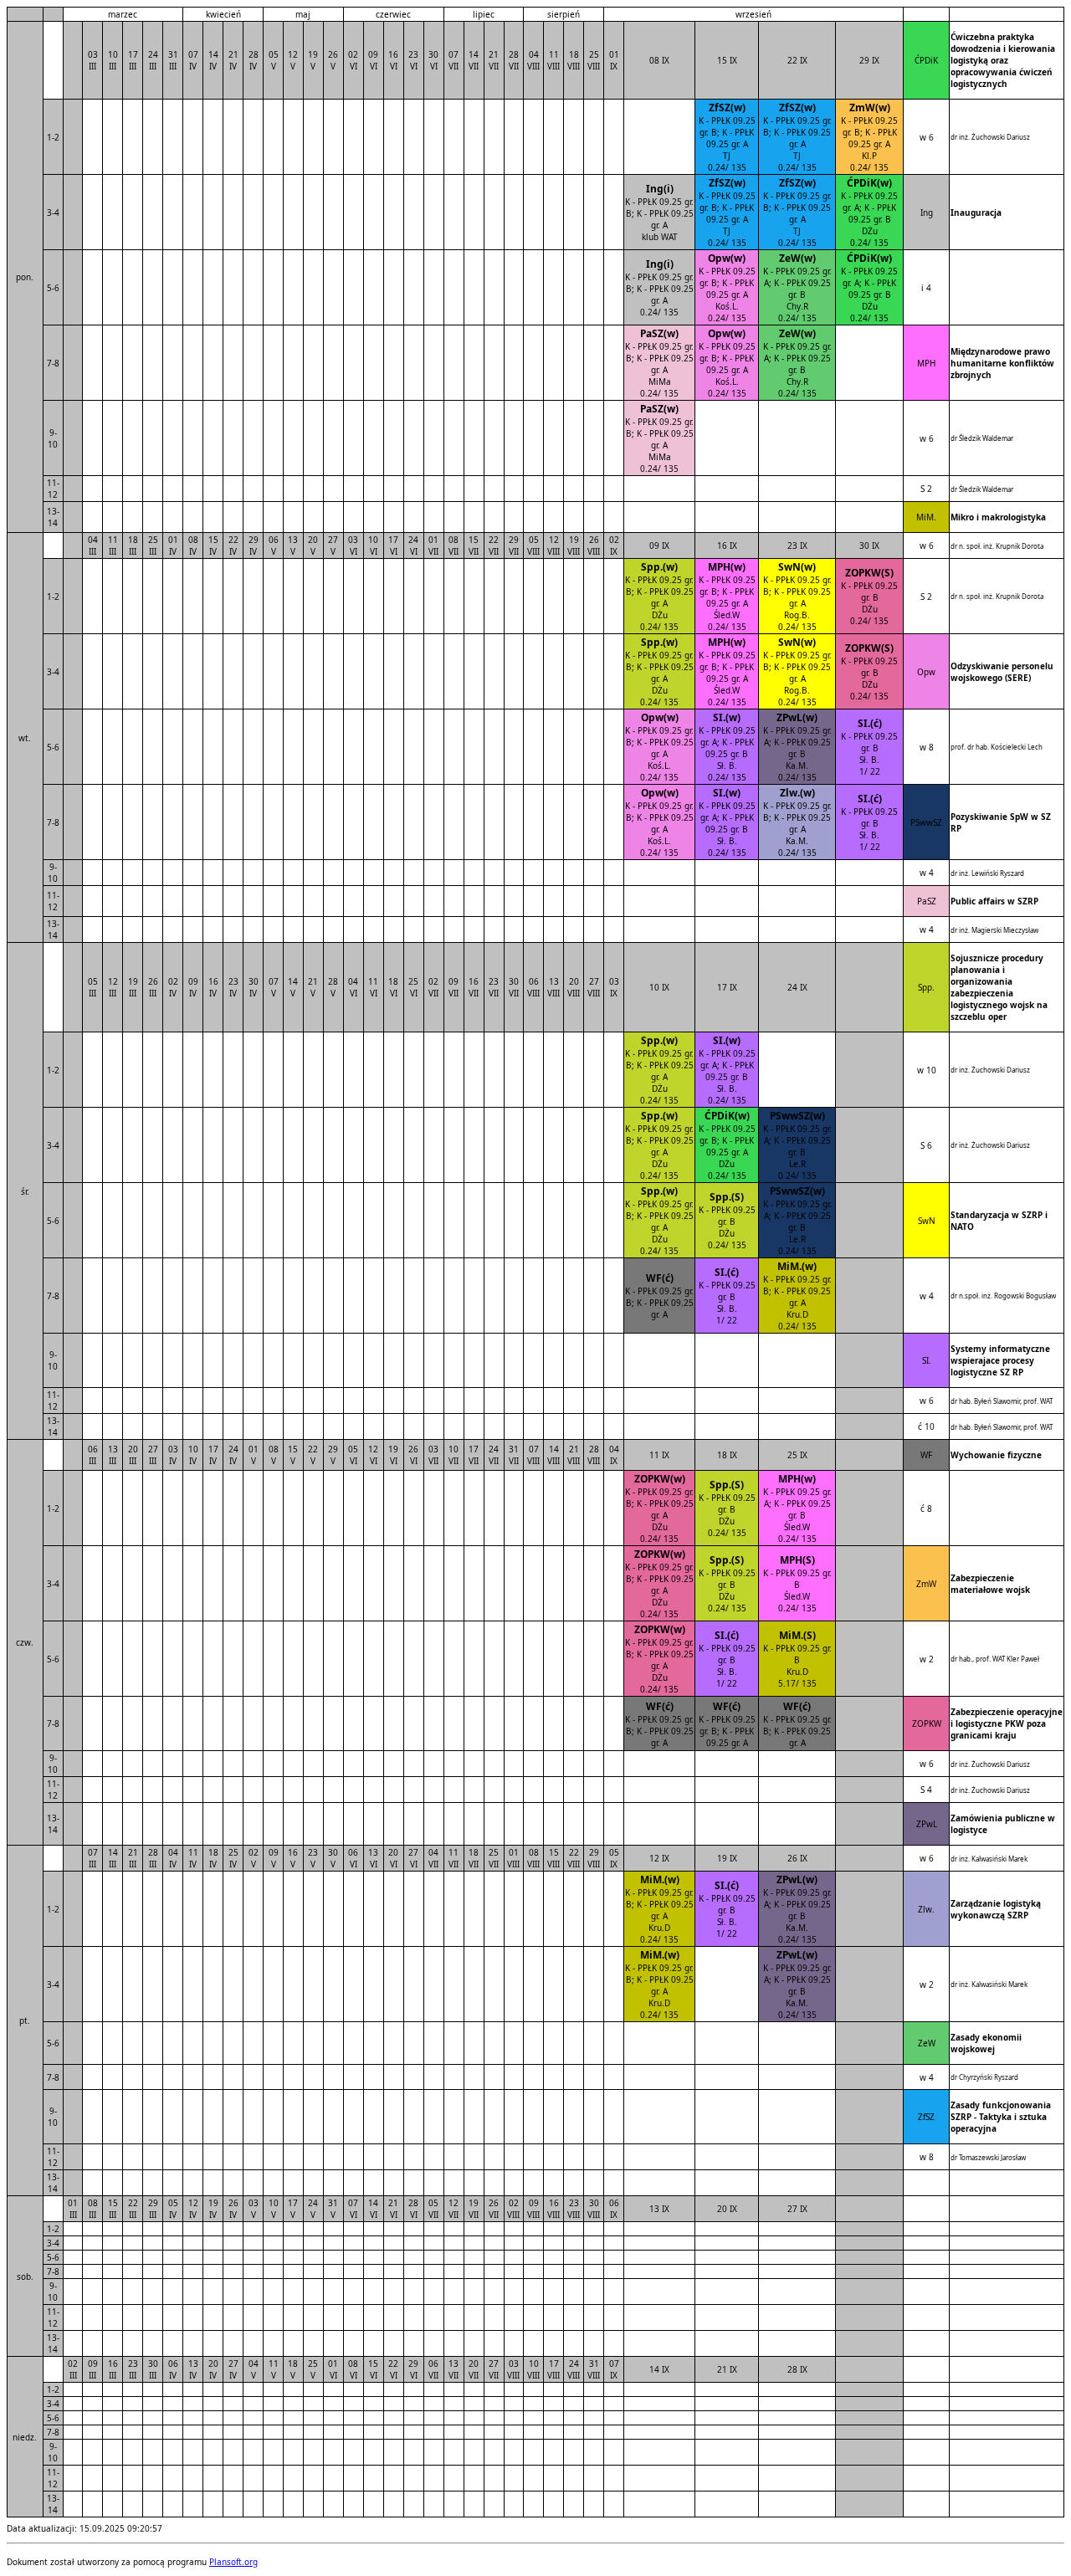 marzec kwiecień maj czerwiec lipiec sierpień wrzesień
pon.
03 10 17 24 31 07 14 21 28 05 12 19 26 02 09 16 23 30 07 14 21 28 04 11 18 25 01 08 IX 15 IX 22 IX 29 IX
III III III III III IV IV IV IV V V V V VI VI VI VI VI VII VII VII VII VIII VIII VIII VIII IX
ĆPDiK
Ćwiczebna praktyka
dowodzenia i kierowania
logistyką oraz
opracowywania ćwiczeń
logistycznych
1-2
ZfSZ(w)
K - PPŁK 09.25
gr. B; K - PPŁK
09.25 gr. A
TJ
0.24/ 135
ZfSZ(w)
K - PPŁK 09.25 gr.
B; K - PPŁK 09.25
gr. A
TJ
0.24/ 135
ZmW(w)
K - PPŁK 09.25
gr. B; K - PPŁK
09.25 gr. A
Kl.P
0.24/ 135
w 6 dr inż. Żuchowski Dariusz
3-4
Ing(i)
K - PPŁK 09.25 gr.
B; K - PPŁK 09.25
gr. A
klub WAT
ZfSZ(w)
K - PPŁK 09.25
gr. B; K - PPŁK
09.25 gr. A
TJ
0.24/ 135
ZfSZ(w)
K - PPŁK 09.25 gr.
B; K - PPŁK 09.25
gr. A
TJ
0.24/ 135
ĆPDiK(w)
K - PPŁK 09.25
gr. A; K - PPŁK
09.25 gr. B
DŻu
0.24/ 135
Ing Inauguracja
5-6
Ing(i)
K - PPŁK 09.25 gr.
B; K - PPŁK 09.25
gr. A
0.24/ 135
Opw(w)
K - PPŁK 09.25
gr. B; K - PPŁK
09.25 gr. A
Koś.L.
0.24/ 135
ZeW(w)
K - PPŁK 09.25 gr.
A; K - PPŁK 09.25
gr. B
Chy.R
0.24/ 135
ĆPDiK(w)
K - PPŁK 09.25
gr. A; K - PPŁK
09.25 gr. B
DŻu
0.24/ 135
i 4
7-8
PaSZ(w)
K - PPŁK 09.25 gr.
B; K - PPŁK 09.25
gr. A
MiMa
0.24/ 135
Opw(w)
K - PPŁK 09.25
gr. B; K - PPŁK
09.25 gr. A
Koś.L.
0.24/ 135
ZeW(w)
K - PPŁK 09.25 gr.
A; K - PPŁK 09.25
gr. B
Chy.R
0.24/ 135
MPH
Międzynarodowe prawo
humanitarne konfliktów
zbrojnych
9-
10
PaSZ(w)
K - PPŁK 09.25 gr.
B; K - PPŁK 09.25
gr. A
MiMa
0.24/ 135
w 6 dr Śledzik Waldemar
11-
12
S 2 dr Śledzik Waldemar
13-
14
MiM. Mikro i makrologistyka
wt.
04 11 18 25 01 08 15 22 29 06 13 20 27 03 10 17 24 01 08 15 22 29 05 12 19 26 02 09 IX 16 IX 23 IX 30 IX
III III III III IV IV IV IV IV V V V V VI VI VI VI VII VII VII VII VII VIII VIII VIII VIII IX
w 6 dr n. społ. inż. Krupnik Dorota
1-2
Spp.(w)
K - PPŁK 09.25 gr.
B; K - PPŁK 09.25
gr. A
DŻu
0.24/ 135
MPH(w)
K - PPŁK 09.25
gr. B; K - PPŁK
09.25 gr. A
Śled.W
0.24/ 135
SwN(w)
K - PPŁK 09.25 gr.
B; K - PPŁK 09.25
gr. A
Rog.B.
0.24/ 135
ZOPKW(S)
K - PPŁK 09.25
gr. B
DŻu
0.24/ 135
S 2 dr n. społ. inż. Krupnik Dorota
3-4
Spp.(w)
K - PPŁK 09.25 gr.
B; K - PPŁK 09.25
gr. A
DŻu
0.24/ 135
MPH(w)
K - PPŁK 09.25
gr. B; K - PPŁK
09.25 gr. A
Śled.W
0.24/ 135
SwN(w)
K - PPŁK 09.25 gr.
B; K - PPŁK 09.25
gr. A
Rog.B.
0.24/ 135
ZOPKW(S)
K - PPŁK 09.25
gr. B
DŻu
0.24/ 135
Opw
Odzyskiwanie personelu
wojskowego (SERE)
5-6
Opw(w)
K - PPŁK 09.25 gr.
B; K - PPŁK 09.25
gr. A
Koś.L.
0.24/ 135
SI.(w)
K - PPŁK 09.25
gr. A; K - PPŁK
09.25 gr. B
Sł. B.
0.24/ 135
ZPwL(w)
K - PPŁK 09.25 gr.
A; K - PPŁK 09.25
gr. B
Ka.M.
0.24/ 135
SI.(ć)
K - PPŁK 09.25
gr. B
Sł. B.
1/ 22
w 8 prof. dr hab. Kościelecki Lech
7-8
Opw(w)
K - PPŁK 09.25 gr.
B; K - PPŁK 09.25
gr. A
Koś.L.
0.24/ 135
SI.(w)
K - PPŁK 09.25
gr. A; K - PPŁK
09.25 gr. B
Sł. B.
0.24/ 135
Zlw.(w)
K - PPŁK 09.25 gr.
B; K - PPŁK 09.25
gr. A
Ka.M.
0.24/ 135
SI.(ć)
K - PPŁK 09.25
gr. B
Sł. B.
1/ 22
PSwwSZ
Pozyskiwanie SpW w SZ
RP
9-
10
w 4 dr inż. Lewiński Ryszard
11-
12
PaSZ Public affairs w SZRP
13-
14
w 4 dr inż. Magierski Mieczysław
śr.
05 12 19 26 02 09 16 23 30 07 14 21 28 04 11 18 25 02 09 16 23 30 06 13 20 27 03 10 IX 17 IX 24 IX
III III III III IV IV IV IV IV V V V V VI VI VI VI VII VII VII VII VII VIII VIII VIII VIII IX
Spp.
Sojusznicze procedury
planowania i
organizowania
zabezpieczenia
logistycznego wojsk na
szczeblu oper
1-2
Spp.(w)
K - PPŁK 09.25 gr.
B; K - PPŁK 09.25
gr. A
DŻu
0.24/ 135
SI.(w)
K - PPŁK 09.25
gr. A; K - PPŁK
09.25 gr. B
Sł. B.
0.24/ 135
w 10 dr inż. Żuchowski Dariusz
3-4
Spp.(w)
K - PPŁK 09.25 gr.
B; K - PPŁK 09.25
gr. A
DŻu
0.24/ 135
ĆPDiK(w)
K - PPŁK 09.25
gr. B; K - PPŁK
09.25 gr. A
DŻu
0.24/ 135
PSwwSZ(w)
K - PPŁK 09.25 gr.
A; K - PPŁK 09.25
gr. B
Le.R
0.24/ 135
S 6 dr inż. Żuchowski Dariusz
5-6
Spp.(w)
K - PPŁK 09.25 gr.
B; K - PPŁK 09.25
gr. A
DŻu
0.24/ 135
Spp.(S)
K - PPŁK 09.25
gr. B
DŻu
0.24/ 135
PSwwSZ(w)
K - PPŁK 09.25 gr.
A; K - PPŁK 09.25
gr. B
Le.R
0.24/ 135
SwN
Standaryzacja w SZRP i
NATO
7-8
WF(ć)
K - PPŁK 09.25 gr.
B; K - PPŁK 09.25
gr. A
SI.(ć)
K - PPŁK 09.25
gr. B
Sł. B.
1/ 22
MiM.(w)
K - PPŁK 09.25 gr.
B; K - PPŁK 09.25
gr. A
Kru.D
0.24/ 135
w 4 dr n.społ. inż. Rogowski Bogusław
9-
10
SI.
Systemy informatyczne
wspierajace procesy
logistyczne SZ RP
11-
12
w 6 dr hab. Byłeń Slawomir, prof. WAT
13-
14
ć 10 dr hab. Byłeń Slawomir, prof. WAT
czw.
06 13 20 27 03 10 17 24 01 08 15 22 29 05 12 19 26 03 10 17 24 31 07 14 21 28 04 11 IX 18 IX 25 IX
III III III III IV IV IV IV V V V V V VI VI VI VI VII VII VII VII VII VIII VIII VIII VIII IX
WF Wychowanie fizyczne
1-2
ZOPKW(w)
K - PPŁK 09.25 gr.
B; K - PPŁK 09.25
gr. A
DŻu
0.24/ 135
Spp.(S)
K - PPŁK 09.25
gr. B
DŻu
0.24/ 135
MPH(w)
K - PPŁK 09.25 gr.
A; K - PPŁK 09.25
gr. B
Śled.W
0.24/ 135
ć 8
3-4
ZOPKW(w)
K - PPŁK 09.25 gr.
B; K - PPŁK 09.25
gr. A
DŻu
0.24/ 135
Spp.(S)
K - PPŁK 09.25
gr. B
DŻu
0.24/ 135
MPH(S)
K - PPŁK 09.25 gr.
B
Śled.W
0.24/ 135
ZmW
Zabezpieczenie
materiałowe wojsk
5-6
ZOPKW(w)
K - PPŁK 09.25 gr.
B; K - PPŁK 09.25
gr. A
DŻu
0.24/ 135
SI.(ć)
K - PPŁK 09.25
gr. B
Sł. B.
1/ 22
MiM.(S)
K - PPŁK 09.25 gr.
B
Kru.D
5.17/ 135
w 2 dr hab., prof. WAT Kler Paweł
7-8
WF(ć)
K - PPŁK 09.25 gr.
B; K - PPŁK 09.25
gr. A
WF(ć)
K - PPŁK 09.25
gr. B; K - PPŁK
09.25 gr. A
WF(ć)
K - PPŁK 09.25 gr.
B; K - PPŁK 09.25
gr. A
ZOPKW
Zabezpieczenie operacyjne
i logistyczne PKW poza
granicami kraju
9-
10
w 6 dr inż. Żuchowski Dariusz
11-
12
S 4 dr inż. Żuchowski Dariusz
13-
14
ZPwL
Zamówienia publiczne w
logistyce
pt.
07 14 21 28 04 11 18 25 02 09 16 23 30 06 13 20 27 04 11 18 25 01 08 15 22 29 05 12 IX 19 IX 26 IX
III III III III IV IV IV IV V V V V V VI VI VI VI VII VII VII VII VIII VIII VIII VIII VIII IX
w 6 dr inż. Kalwasiński Marek
1-2
MiM.(w)
K - PPŁK 09.25 gr.
B; K - PPŁK 09.25
gr. A
Kru.D
0.24/ 135
SI.(ć)
K - PPŁK 09.25
gr. B
Sł. B.
1/ 22
ZPwL(w)
K - PPŁK 09.25 gr.
A; K - PPŁK 09.25
gr. B
Ka.M.
0.24/ 135
Zlw.
Zarządzanie logistyką
wykonawczą SZRP
3-4
MiM.(w)
K - PPŁK 09.25 gr.
B; K - PPŁK 09.25
gr. A
Kru.D
0.24/ 135
ZPwL(w)
K - PPŁK 09.25 gr.
A; K - PPŁK 09.25
gr. B
Ka.M.
0.24/ 135
w 2 dr inż. Kalwasiński Marek
5-6
ZeW
Zasady ekonomii
wojskowej
7-8
w 4 dr Chyrzyński Ryszard
9-
10
ZfSZ
Zasady funkcjonowania
SZRP - Taktyka i sztuka
operacyjna
11-
12
w 8 dr Tomaszewski Jarosław
13-
14
sob.
01 08 15 22 29 05 12 19 26 03 10 17 24 31 07 14 21 28 05 12 19 26 02 09 16 23 30 06 13 IX 20 IX 27 IX
III III III III III IV IV IV IV V V V V V VI VI VI VI VII VII VII VII VIII VIII VIII VIII VIII IX
1-2
3-4
5-6
7-8
9-
10
11-
12
13-
14
niedz.
02 09 16 23 30 06 13 20 27 04 11 18 25 01 08 15 22 29 06 13 20 27 03 10 17 24 31 07 14 IX 21 IX 28 IX
III III III III III IV IV IV IV V V V V VI VI VI VI VI VII VII VII VII VIII VIII VIII VIII VIII IX
1-2
3-4
5-6
7-8
9-
10
11-
12
13-
14
Data aktualizacji: 15.09.2025 09:20:57
Dokument został utworzony za pomocą programu Plansoft.org